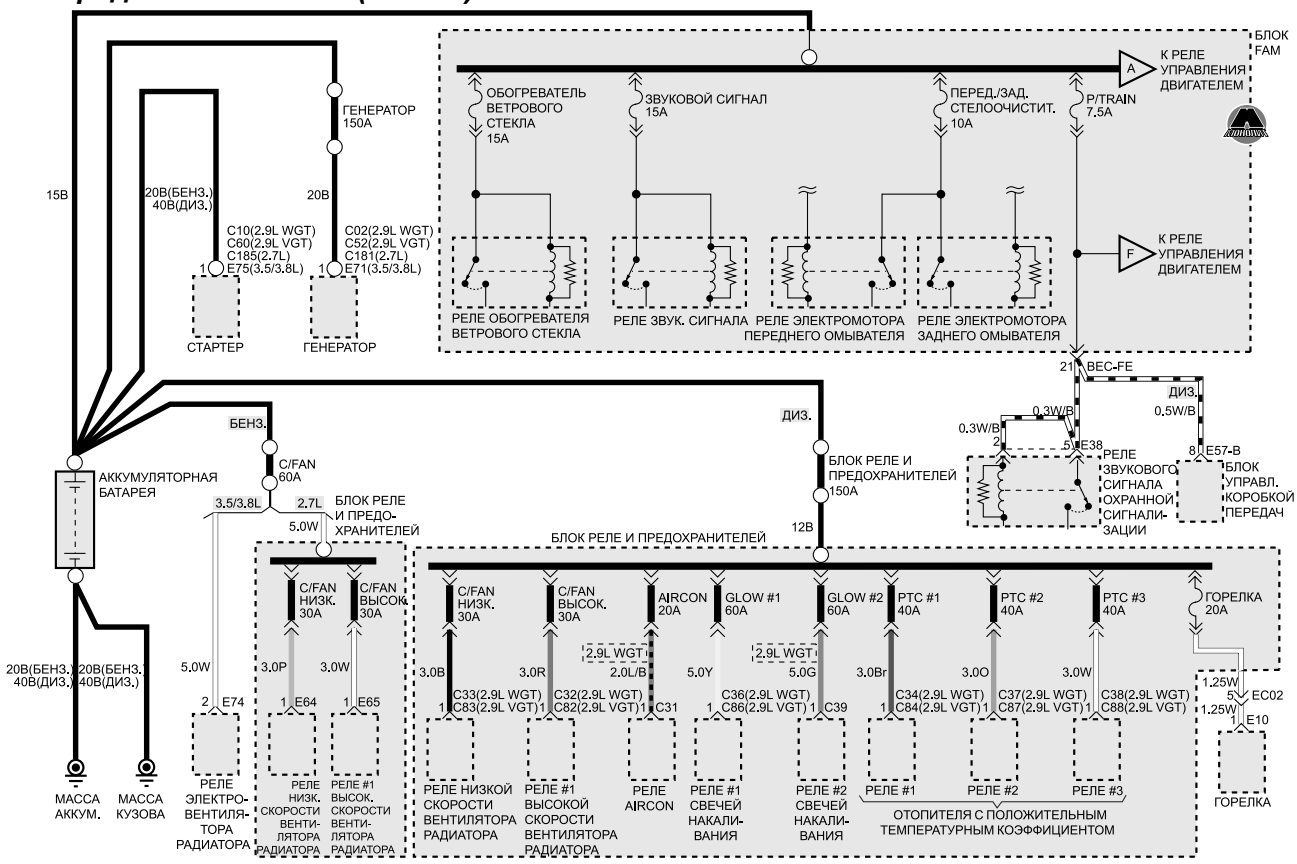 БЛОК
FAM
К РЕЛЕ
УПРАВЛЕНИЯ
ДВИГАТЕЛЕМ
A
ОБОГРЕВАТЕЛЬ
ВЕТРОВОГО
СТЕКЛА
15A
ЗВУКОВОЙ СИГНАЛ
15A
ПЕРЕД./ЗАД.
СТЕЛООЧИСТИТ.
10A
P/TRAIN
7.5A
ГЕНЕРАТОР
150A
15B
20B(БЕНЗ.)
40B(ДИЗ.)
20B
C10(2.9L WGT)
C60(2.9L VGT)
C185(2.7L)
1 E75(3.5/3.8L)
C02(2.9L WGT)
C52(2.9L VGT)
C181(2.7L)
1 E71(3.5/3.8L)
СТАРТЕР
ГЕНЕРАТОР
F
К РЕЛЕ
УПРАВЛЕНИЯ
ДВИГАТЕЛЕМ
РЕЛЕ ОБОГРЕВАТЕЛЯ
ВЕТРОВОГО СТЕКЛА
РЕЛЕ ЗВУК. СИГНАЛА
РЕЛЕ ЭЛЕКТРОМОТОРА
ПЕРЕДНЕГО ОМЫВАТЕЛЯ
РЕЛЕ ЭЛЕКТРОМОТОРА
ЗАДНЕГО ОМЫВАТЕЛЯ
21 BEC-FE
ДИЗ.
0.3W/B
0.5W/B
0.3W/B
2
5 E38
8 E57-B
РЕЛЕ
ЗВУКОВОГО
СИГНАЛА
ОХРАННОЙ
СИГНАЛИ-
ЗАЦИИ
БЛОК
УПРАВЛ.
КОРОБКОЙ
ПЕРЕДАЧ
БЕНЗ.
ДИЗ.
C/FAN
60A
БЛОК РЕЛЕ И
ПРЕДОХРАНИТЕЛЕЙ
150A
АККУМУЛЯТОРНАЯ
БАТАРЕЯ
3.5/3.8L
2.7L
5.0W
БЛОК РЕЛЕ
И ПРЕДО-
ХРАНИТЕЛЕЙ
12B
БЛОК РЕЛЕ И ПРЕДОХРАНИТЕЛЕЙ
C/FAN
НИЗК.
30A
C/FAN
ВЫСОК.
30A
C/FAN
НИЗК.
30A
C/FAN
ВЫСОК.
30A
AIRCON
20A
GLOW #1
60A
GLOW #2
60A
PTC #1
40A
PTC #2
40A
PTC #3
40A
ГОРЕЛКА
20A
2.9L WGT
2.9L WGT
20B(БЕНЗ.)
40B(ДИЗ.)
20B(БЕНЗ.)
40B(ДИЗ.)
5.0W
3.0P
3.0W
3.0B
3.0R
2.0L/B
5.0Y
5.0G
3.0Br
3.0O
3.0W
1.25W
5 EC02
1.25W
1 E10
2 E74
1 E64
1 E65
C33(2.9L WGT)
1 C83(2.9L VGT)
C32(2.9L WGT)
1 C82(2.9L VGT)
1 C31
C36(2.9L WGT)
1 C86(2.9L VGT)
1 C39
C34(2.9L WGT)
1 C84(2.9L VGT)
C37(2.9L WGT)
1 C87(2.9L VGT)
C38(2.9L WGT)
1 C88(2.9L VGT)
МАССА
АККУМ.
МАССА
КУЗОВА
РЕЛЕ
ЭЛЕКТРО-
ВЕНТИЛЯ-
ТОРА
РАДИАТОРА
РЕЛЕ
НИЗК.
СКОРОСТИ
ВЕНТИ-
ЛЯТОРА
РАДИАТОРА
РЕЛЕ #1
ВЫСОК.
СКОРОСТИ
ВЕНТИ-
ЛЯТОРА
РАДИАТОРА
РЕЛЕ НИЗКОЙ
СКОРОСТИ
ВЕНТИЛЯТОРА
РАДИАТОРА
РЕЛЕ #1
ВЫСОКОЙ
СКОРОСТИ
ВЕНТИЛЯТОРА
РАДИАТОРА
РЕЛЕ
AIRCON
РЕЛЕ #1
СВЕЧЕЙ
НАКАЛИ-
ВАНИЯ
РЕЛЕ #2
СВЕЧЕЙ
НАКАЛИ-
ВАНИЯ
РЕЛЕ #1
РЕЛЕ #2
РЕЛЕ #3
ОТОПИТЕЛЯ С ПОЛОЖИТЕЛЬНЫМ
ТЕМПЕРАТУРНЫМ КОЭФФИЦИЕНТОМ
ГОРЕЛКА